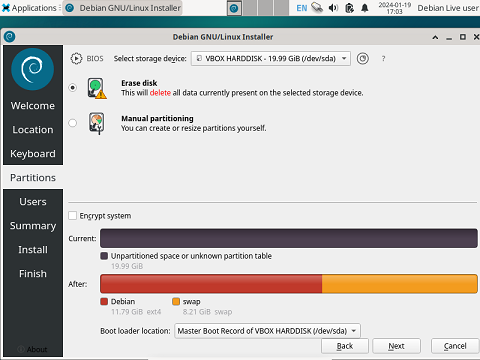 Applications
Debian GNU/Linux Installer
EN
2024-01-19
17:03
Debian Live user
Debian GNU/Linux Installer
BIOS
Select storage device:
VBOX HARDDISK - 19.99 GiB (/dev/sda)
?
Welcome
Location
Keyboard
Partitions
Users
Summary
Install
Finish
About
Erase disk
This will delete all data currently present on the selected storage device.
Manual partitioning
You can create or resize partitions yourself.
Encrypt system
Current:
Unpartitioned space or unknown partition table
19.99 GiB
After:
Debian
11.79 GiB ext4
swap
8.21 GiB swap
Boot loader location:
Master Boot Record of VBOX HARDDISK (/dev/sda)
Back
Next
Cancel